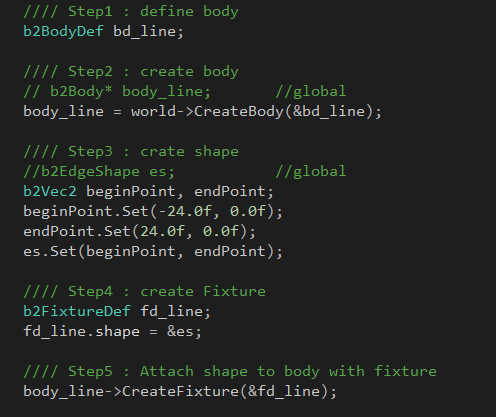 //// Step1 : define body
b2BodyDef bd_line;
//// Step2 : create body
// b2Body* body_line;       //global
body_line = world->CreateBody(&bd_line);
//// Step3 : crate shape
//b2EdgeShape es;           //global
b2Vec2 beginPoint, endPoint;
beginPoint.Set(-24.0f, 0.0f);
endPoint.Set(24.0f, 0.0f);
es.Set(beginPoint, endPoint);
//// Step4 : create Fixture
b2FixtureDef fd_line;
fd_line.shape = &es;
//// Step5 : Attach shape to body with fixture
body_line->CreateFixture(&fd_line);